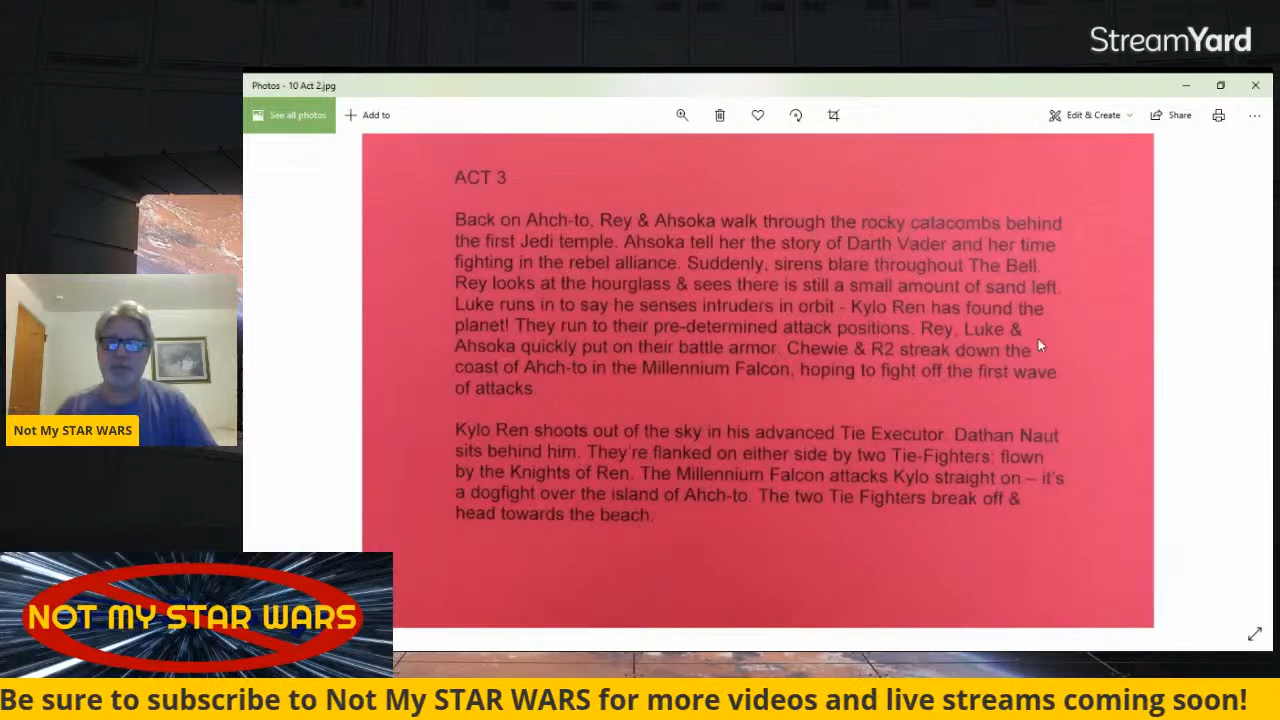 StreamYard
Photos - 10 Act 2.jpg
See all photos
Add to
Edit & Create
Share
ACT 3
Back on Ahch-to, Rey & Ahsoka walk through the rocky catacombs behind
the first Jedi temple. Ahsoka tell her the story of Darth Vader and her time
fighting in the rebel alliance. Suddenly, sirens blare throughout The Bell.
Rey looks at the hourglass & sees there is still a small amount of sand left.
Luke runs in to say he senses intruders in orbit - Kylo Ren has found the
planet! They run to their pre-determined attack positions. Rey, Luke &
Ahsoka quickly put on their battle armor. Chewie & R2 streak down the
coast of Ahch-to in the Millennium Falcon, hoping to fight off the first wave
of attacks.
Kylo Ren shoots out of the sky in his advanced Tie Executor. Dathan Naut
sits behind him. They're flanked on either side by two Tie-Fighters; flown
by the Knights of Ren. The Millennium Falcon attacks Kylo straight on – it's
a dogfight over the island of Ahch-to. The two Tie Fighters break off &
head towards the beach.
Not My STAR WARS
NOT MY STAR WARS
Be sure to subscribe to Not My STAR WARS for more videos and live streams coming soon!